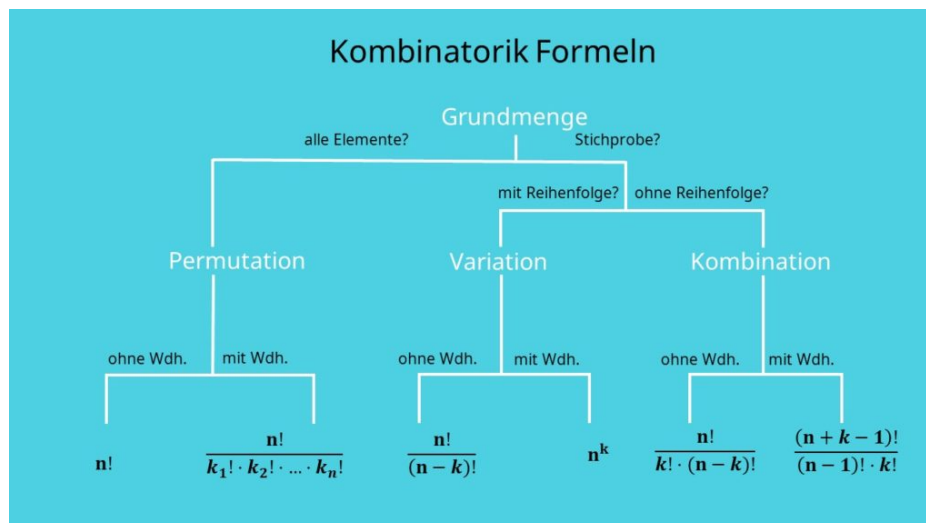 Kombinatorik Formeln
Grundmenge
alle Elemente? Stichprobe?
mit Reihenfolge? ohne Reihenfolge?
Permutation Variation Kombination
ohne Wdh. mit Wdh. ohne Wdh. mit Wdh. ohne Wdh. mit Wdh.
n!
n!
k₁! · k₂! · ... · kₙ!
n!
(n − k)!
nᵏ
n!
k! · (n − k)!
(n + k − 1)!
(n − 1)! · k!